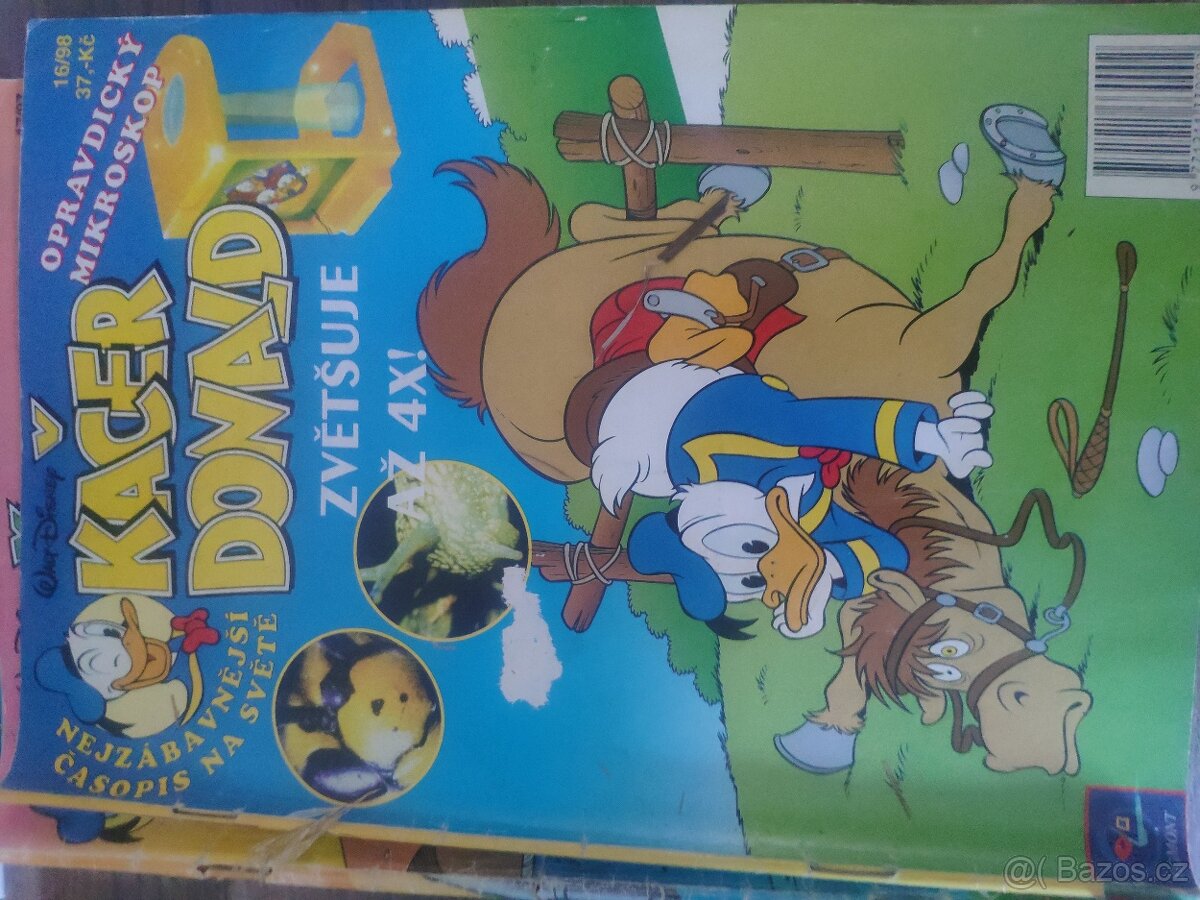 16/98
37,-Kč
OPRAVDICKÝ
MIKROSKOP
Walt Disney
KAČER
DONALD
NEJZÁBAVNĚJŠÍ
ČASOPIS NA SVĚTĚ
ZVĚTŠUJE
AŽ 4X!
@( Bazos.cz